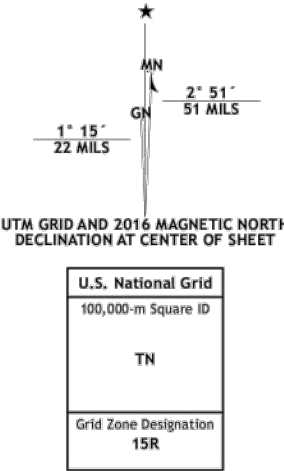 MN
2° 51´
51 MILS
GN
1° 15´
22 MILS
UTM GRID AND 2016 MAGNETIC NORTH
DECLINATION AT CENTER OF SHEET
U.S. National Grid
100,000-m Square ID
TN
Grid Zone Designation
15R